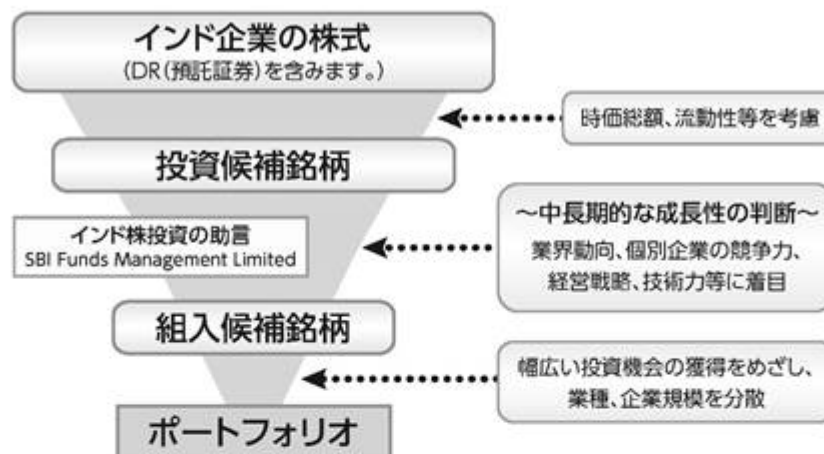 インド企業の株式
(DR(預託証券)を含みます。)
時価総額、流動性等を考慮
投資候補銘柄
インド株投資の助言
SBI Funds Management Limited
～中長期的な成長性の判断～
業界動向、個別企業の競争力、
経営戦略、技術力等に着目
組入候補銘柄
幅広い投資機会の獲得をめざし、
業種、企業規模を分散
ポートフォリオ